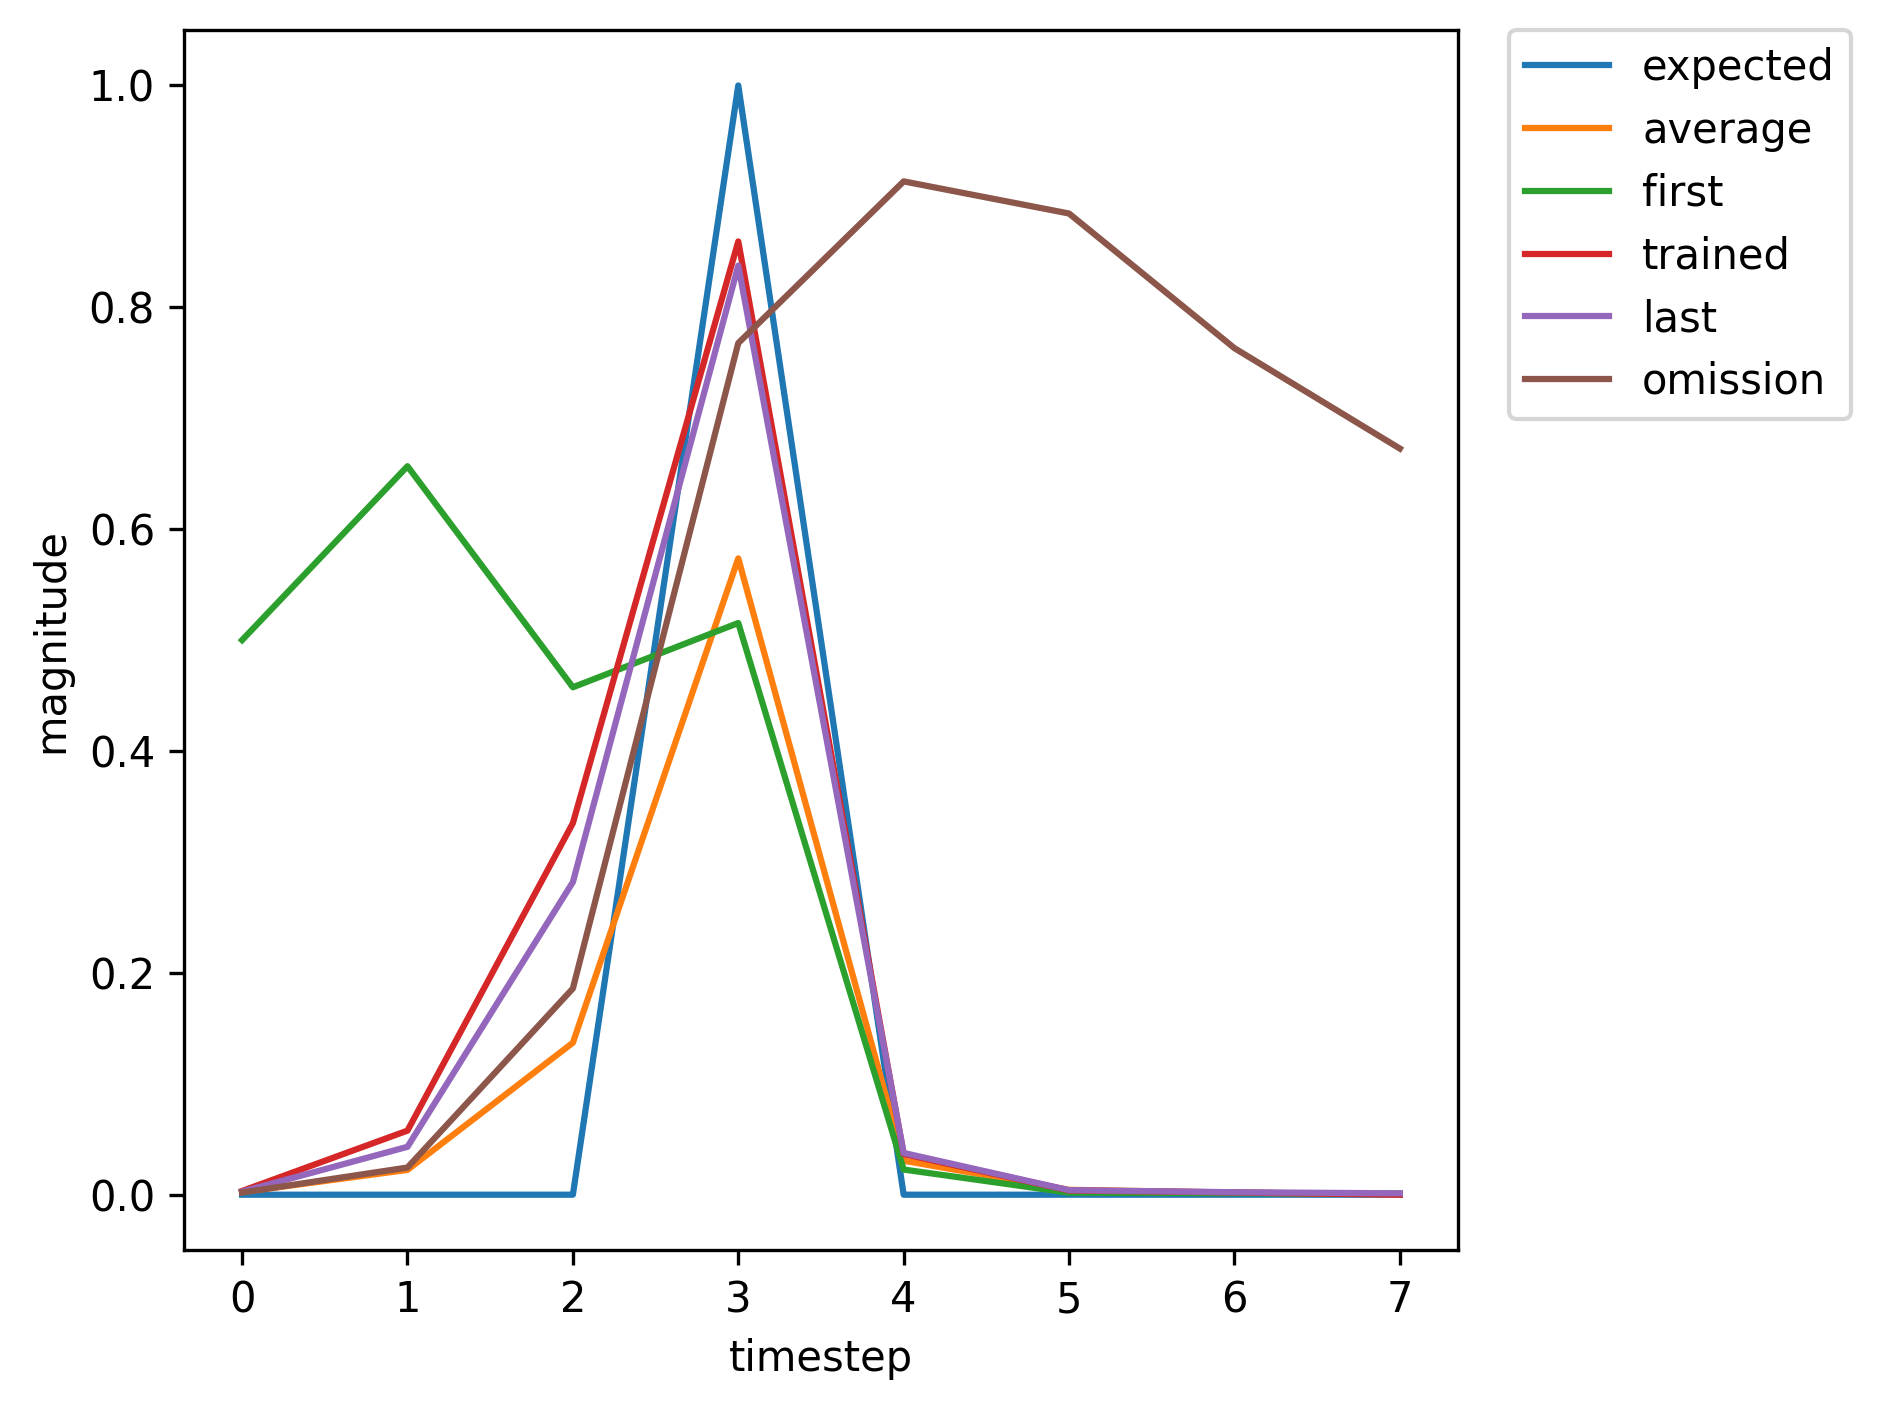 1.0
0.8
0.6
0.4
0.2
0.0
magnitude
0 1 2 3 4 5 6 7
timestep
expected
average
first
trained
last
omission